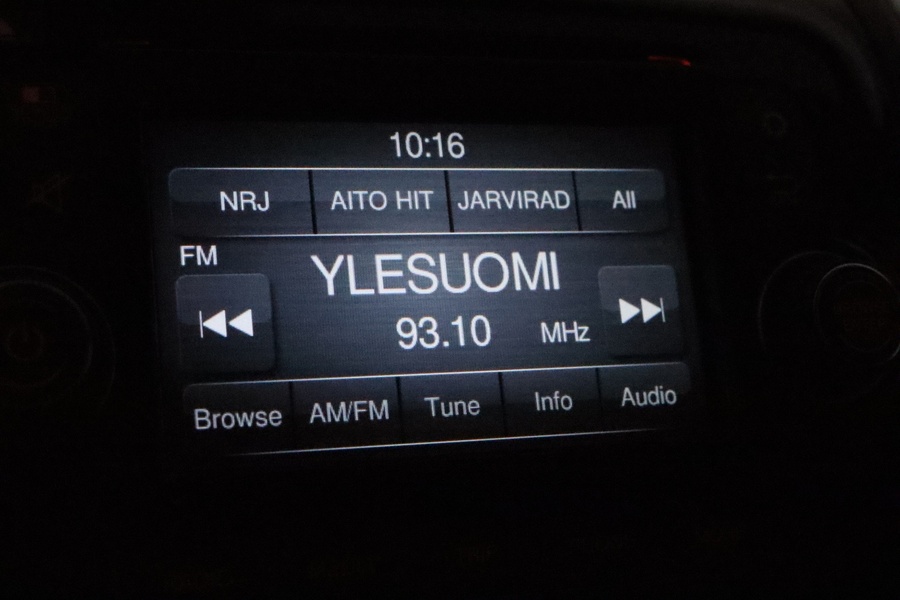 10:16
NRJ AITO HIT JARVIRAD All
FM
YLESUOMI
93.10 MHz
Browse AM/FM Tune Info Audio